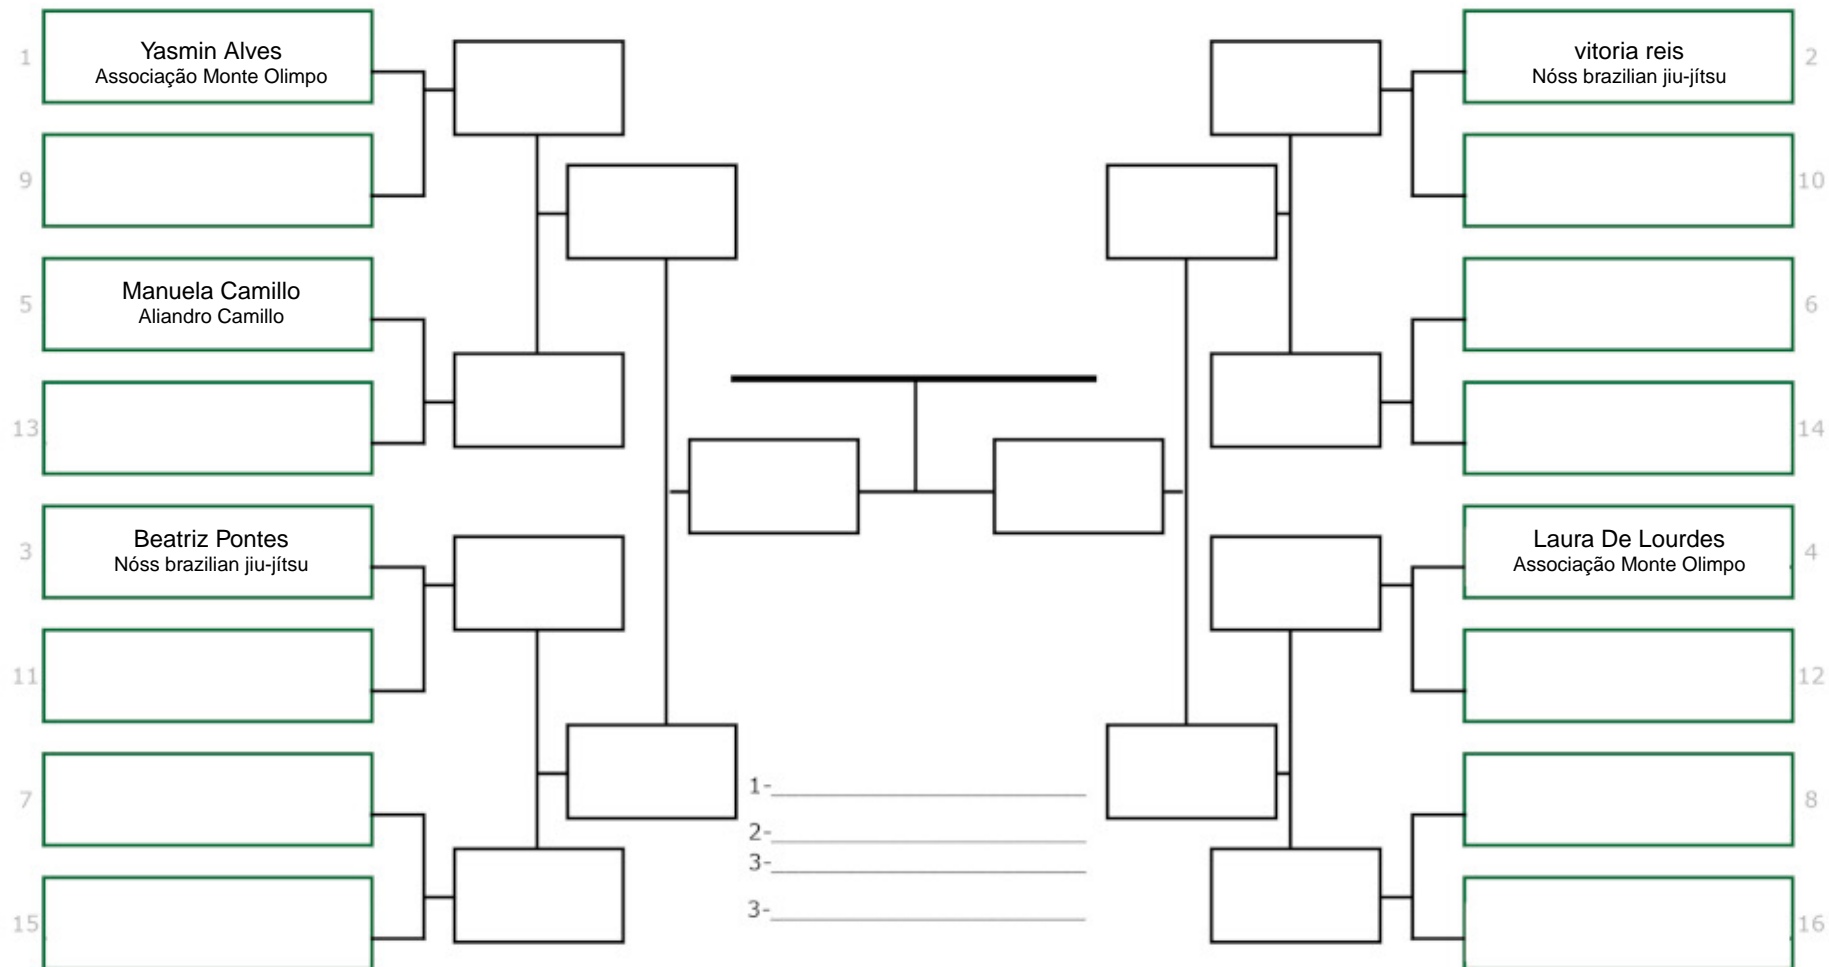 1
Yasmin Alves
Associação Monte Olimpo
9
5
Manuela Camillo
Aliandro Camillo
13
3
Beatriz Pontes
Nóss brazilian jiu-jítsu
11
7
15
1-
2-
3-
3-
vitoria reis
Nóss brazilian jiu-jítsu
2
10
6
14
Laura De Lourdes
Associação Monte Olimpo
4
12
8
16